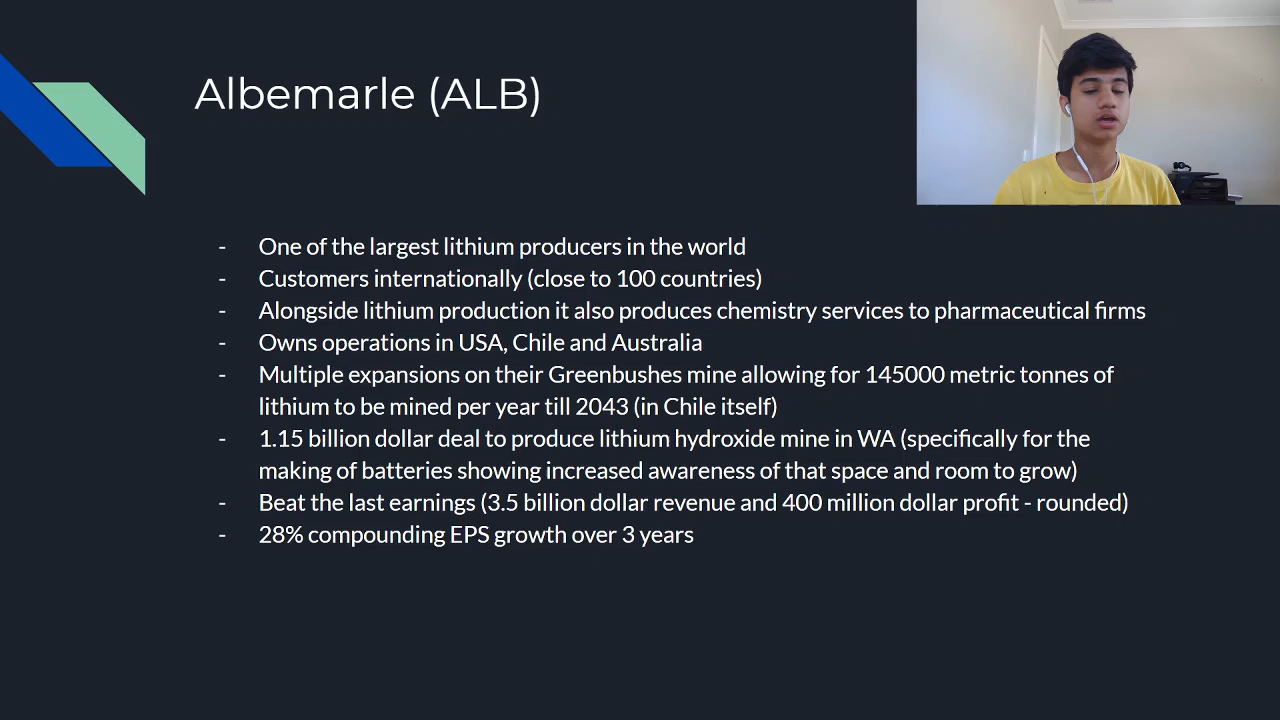 Albemarle (ALB)
- One of the largest lithium producers in the world
- Customers internationally (close to 100 countries)
- Alongside lithium production it also produces chemistry services to pharmaceutical firms
- Owns operations in USA, Chile and Australia
- Multiple expansions on their Greenbushes mine allowing for 145000 metric tonnes of
lithium to be mined per year till 2043 (in Chile itself)
- 1.15 billion dollar deal to produce lithium hydroxide mine in WA (specifically for the
making of batteries showing increased awareness of that space and room to grow)
- Beat the last earnings (3.5 billion dollar revenue and 400 million dollar profit - rounded)
- 28% compounding EPS growth over 3 years